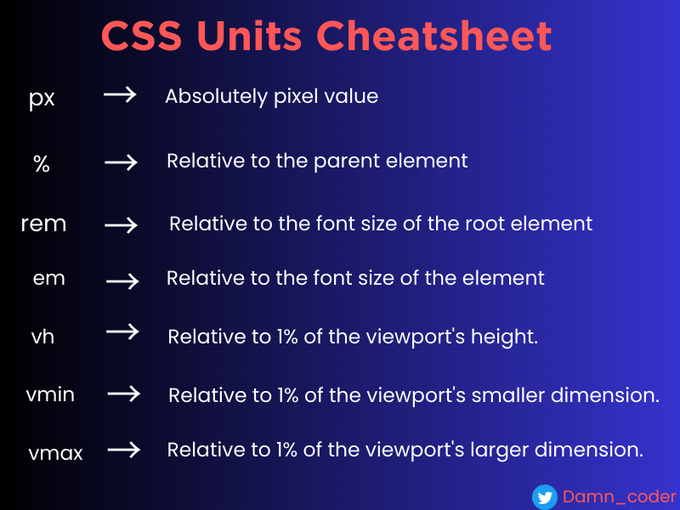 CSS Units Cheatsheet
px → Absolutely pixel value
% → Relative to the parent element
rem → Relative to the font size of the root element
em → Relative to the font size of the element
vh → Relative to 1% of the viewport's height.
vmin → Relative to 1% of the viewport's smaller dimension.
vmax → Relative to 1% of the viewport's larger dimension.
Damn_coder